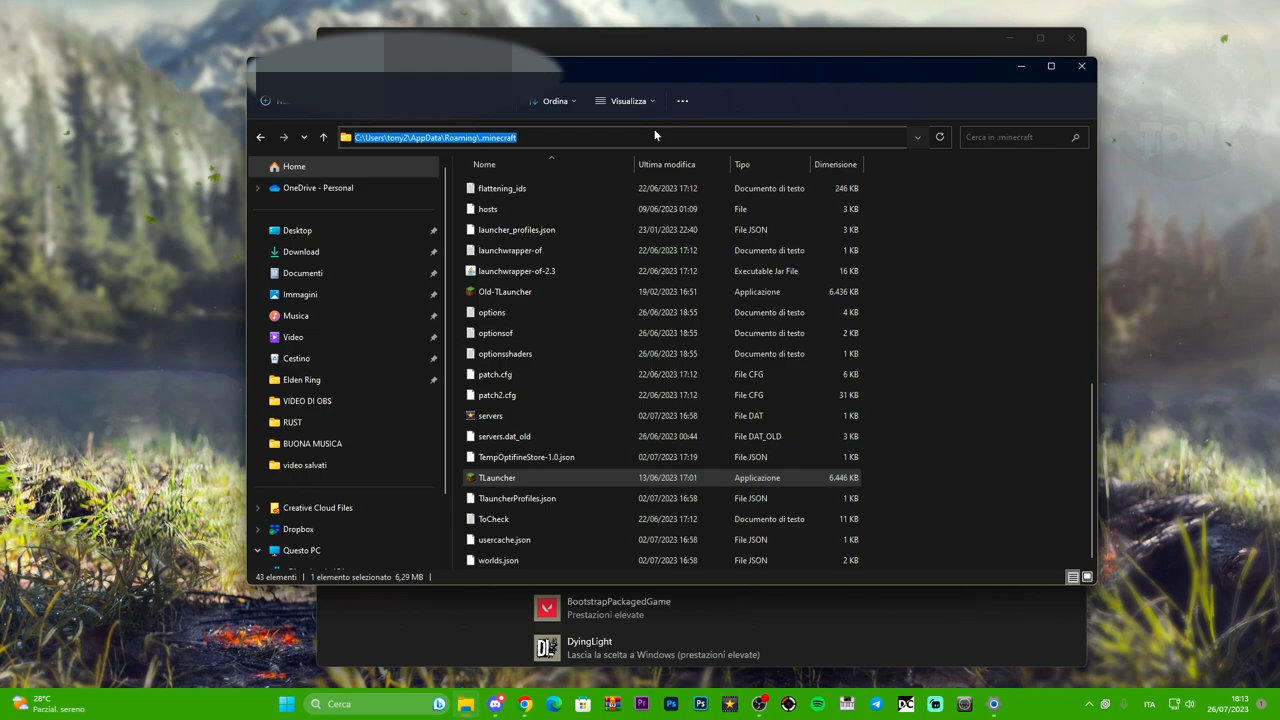 Ordina
Visualizza
C:\Users\tony2\AppData\Roaming\.minecraft
Cerca in .minecraft
Home
OneDrive - Personal
Desktop
Download
Documenti
Immagini
Musica
Video
Cestino
Elden Ring
VIDEO DI OBS
RUST
BUONA MUSICA
video salvati
Creative Cloud Files
Dropbox
Questo PC
Nome Ultima modifica Tipo Dimensione
flattening_ids 22/06/2023 17:12 Documento di testo 246 KB
hosts 09/06/2023 01:09 File 3 KB
launcher_profiles.json 23/01/2023 22:40 File JSON 3 KB
launchwrapper-of 22/06/2023 17:12 Documento di testo 1 KB
launchwrapper-of-2.3 22/06/2023 17:12 Executable Jar File 16 KB
Old-TLauncher 19/02/2023 16:51 Applicazione 6.436 KB
options 26/06/2023 18:55 Documento di testo 4 KB
optionsof 26/06/2023 18:55 Documento di testo 2 KB
optionsshaders 26/06/2023 18:55 Documento di testo 1 KB
patch.cfg 22/06/2023 17:12 File CFG 6 KB
patch2.cfg 22/06/2023 17:12 File CFG 31 KB
servers 02/07/2023 16:58 File DAT 1 KB
servers.dat_old 26/06/2023 00:44 File DAT_OLD 3 KB
TempOptifineStore-1.0.json 02/07/2023 17:19 File JSON 1 KB
TLauncher 13/06/2023 17:01 Applicazione 6.446 KB
TlauncherProfiles.json 02/07/2023 16:58 File JSON 1 KB
ToCheck 22/06/2023 17:12 Documento di testo 11 KB
usercache.json 02/07/2023 16:58 File JSON 1 KB
worlds.json 02/07/2023 16:58 File JSON 2 KB
43 elementi 1 elemento selezionato 6,29 MB
BootstrapPackagedGame
Prestazioni elevate
DL
DyingLight
Lascia la scelta a Windows (prestazioni elevate)
28°C
Parzial. sereno
Cerca
ITA
18:13
26/07/2023